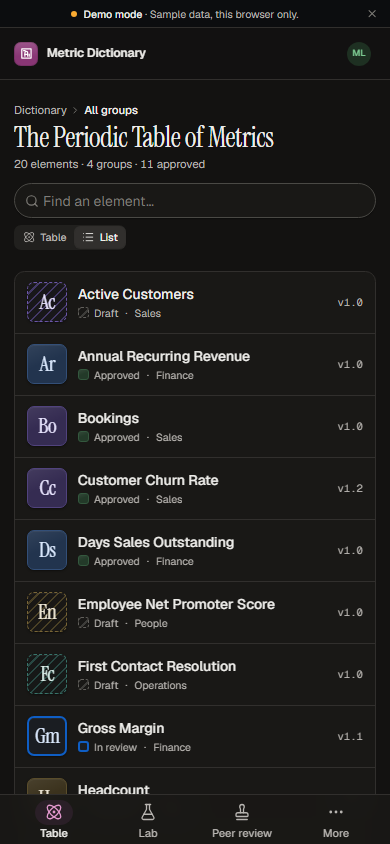 Demo mode · Sample data, this browser only.
Metric Dictionary
ML
Dictionary > All groups
The Periodic Table of Metrics
20 elements · 4 groups · 11 approved
Find an element...
Table
List
Ac
Active Customers
Draft · Sales
v1.0
Ar
Annual Recurring Revenue
Approved · Finance
v1.0
Bo
Bookings
Approved · Sales
v1.0
Cc
Customer Churn Rate
Approved · Sales
v1.2
Ds
Days Sales Outstanding
Approved · Finance
v1.0
En
Employee Net Promoter Score
Draft · People
v1.0
Fc
First Contact Resolution
Draft · Operations
v1.0
Gm
Gross Margin
In review · Finance
v1.1
Headcount
Table
Lab
Peer review
More